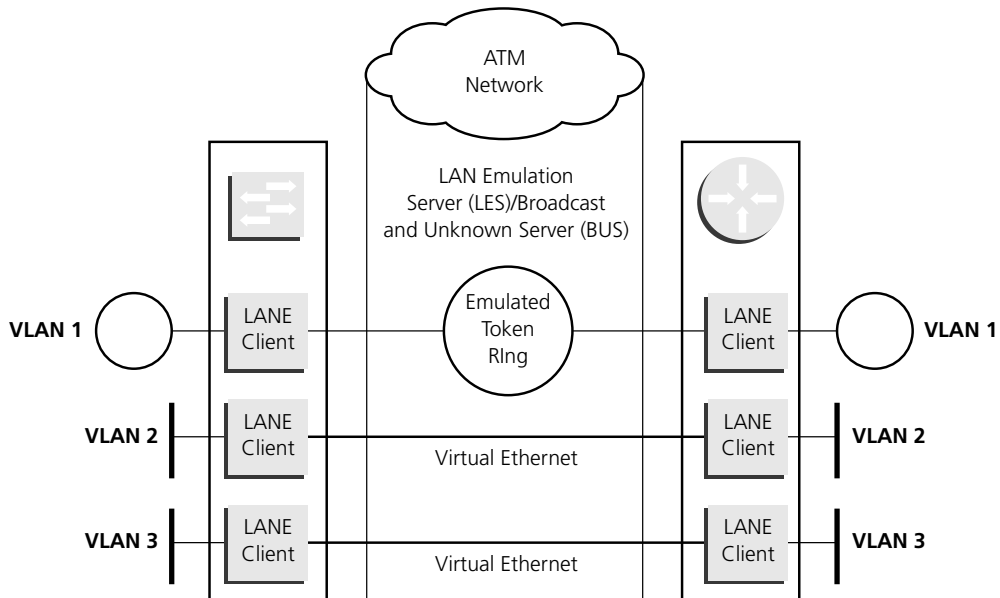 ATM
Network
LAN Emulation
Server (LES)/Broadcast
and Unknown Server (BUS)
VLAN 1
LANE
Client
Emulated
Token
RIng
LANE
Client
VLAN 1
VLAN 2
LANE
Client
Virtual Ethernet
LANE
Client
VLAN 2
VLAN 3
LANE
Client
Virtual Ethernet
LANE
Client
VLAN 3